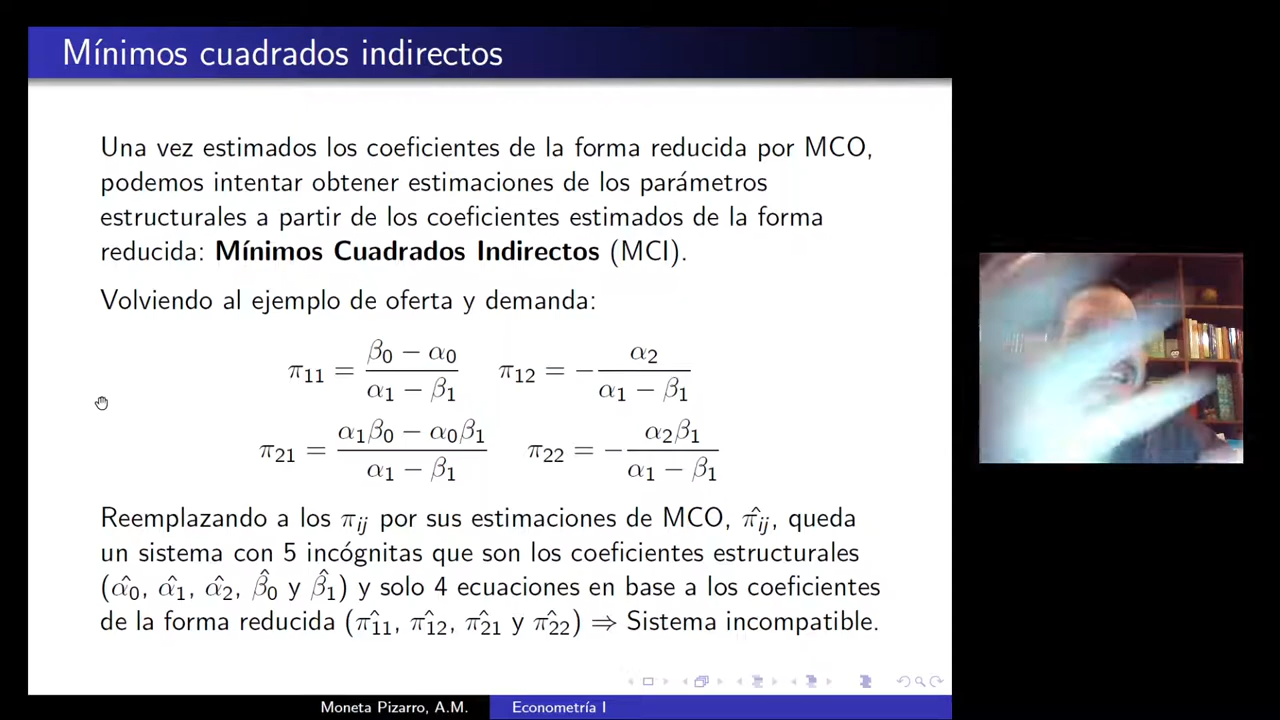 Mínimos cuadrados indirectos
Una vez estimados los coeficientes de la forma reducida por MCO,
podemos intentar obtener estimaciones de los parámetros
estructurales a partir de los coeficientes estimados de la forma
reducida: Mínimos Cuadrados Indirectos (MCI).
Volviendo al ejemplo de oferta y demanda:
π₁₁ = (β₀ − α₀)/(α₁ − β₁) π₁₂ = −α₂/(α₁ − β₁)
π₂₁ = (α₁β₀ − α₀β₁)/(α₁ − β₁) π₂₂ = −α₂β₁/(α₁ − β₁)
Reemplazando a los πᵢⱼ por sus estimaciones de MCO, π̂ᵢⱼ, queda
un sistema con 5 incógnitas que son los coeficientes estructurales
(α̂₀, α̂₁, α̂₂, β̂₀ y β̂₁) y solo 4 ecuaciones en base a los coeficientes
de la forma reducida (π̂₁₁, π̂₁₂, π̂₂₁ y π̂₂₂) ⇒ Sistema incompatible.
Moneta Pizarro, A.M. Econometría I